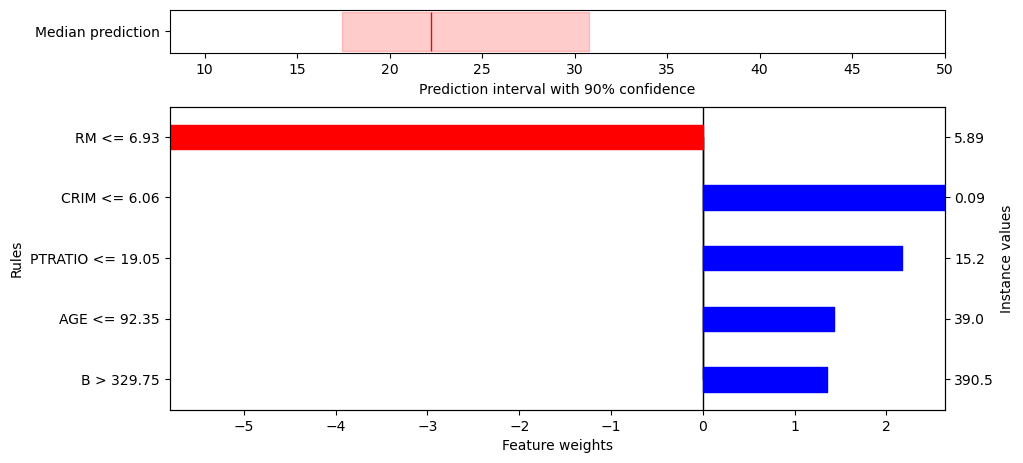 Median prediction
10 15 20 25 30 35 40 45 50
Prediction interval with 90% confidence
Rules
RM <= 6.93 5.89
CRIM <= 6.06 0.09
PTRATIO <= 19.05 15.2
AGE <= 92.35 39.0
B > 329.75 390.5
Instance values
−5 −4 −3 −2 −1 0 1 2
Feature weights